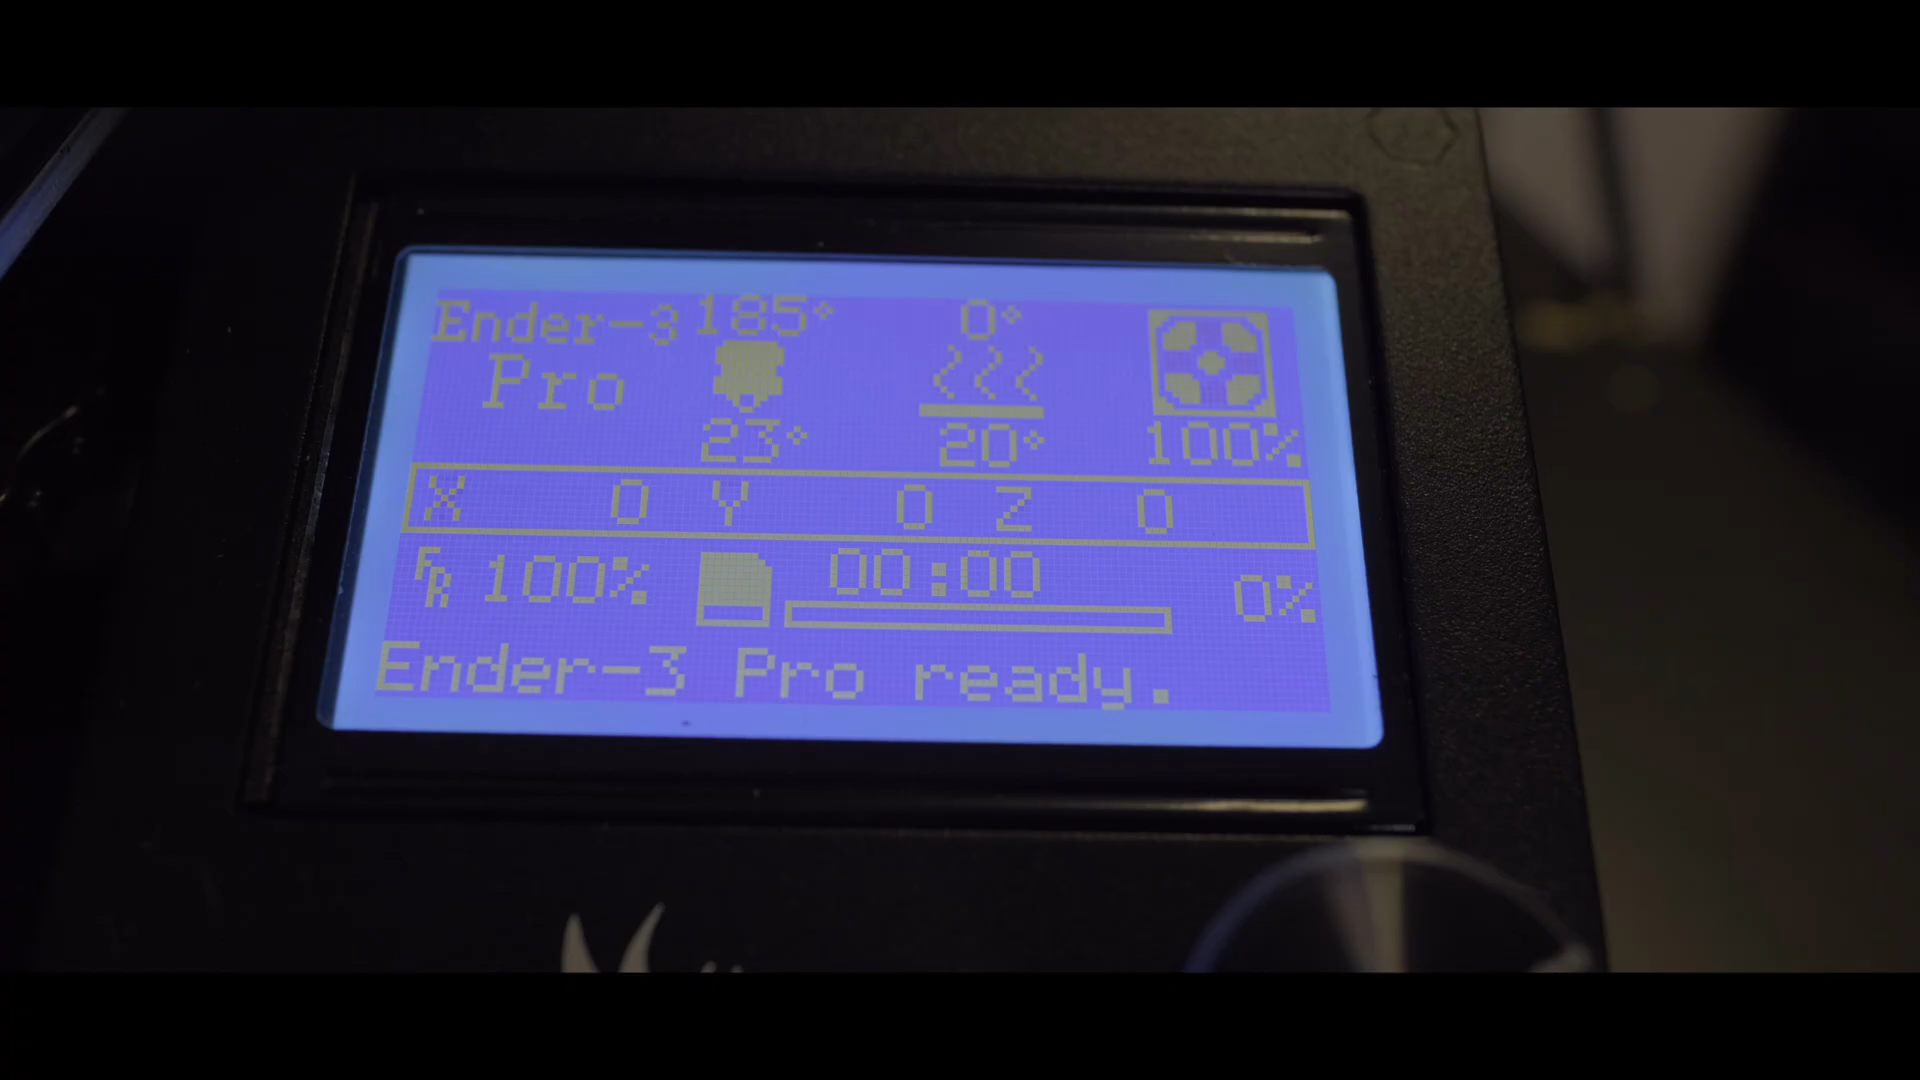 Ender-3 185° 0°
Pro
23° 20° 100%
X 0 Y 0 Z 0
FR 100% 00:00 0%
Ender-3 Pro ready.